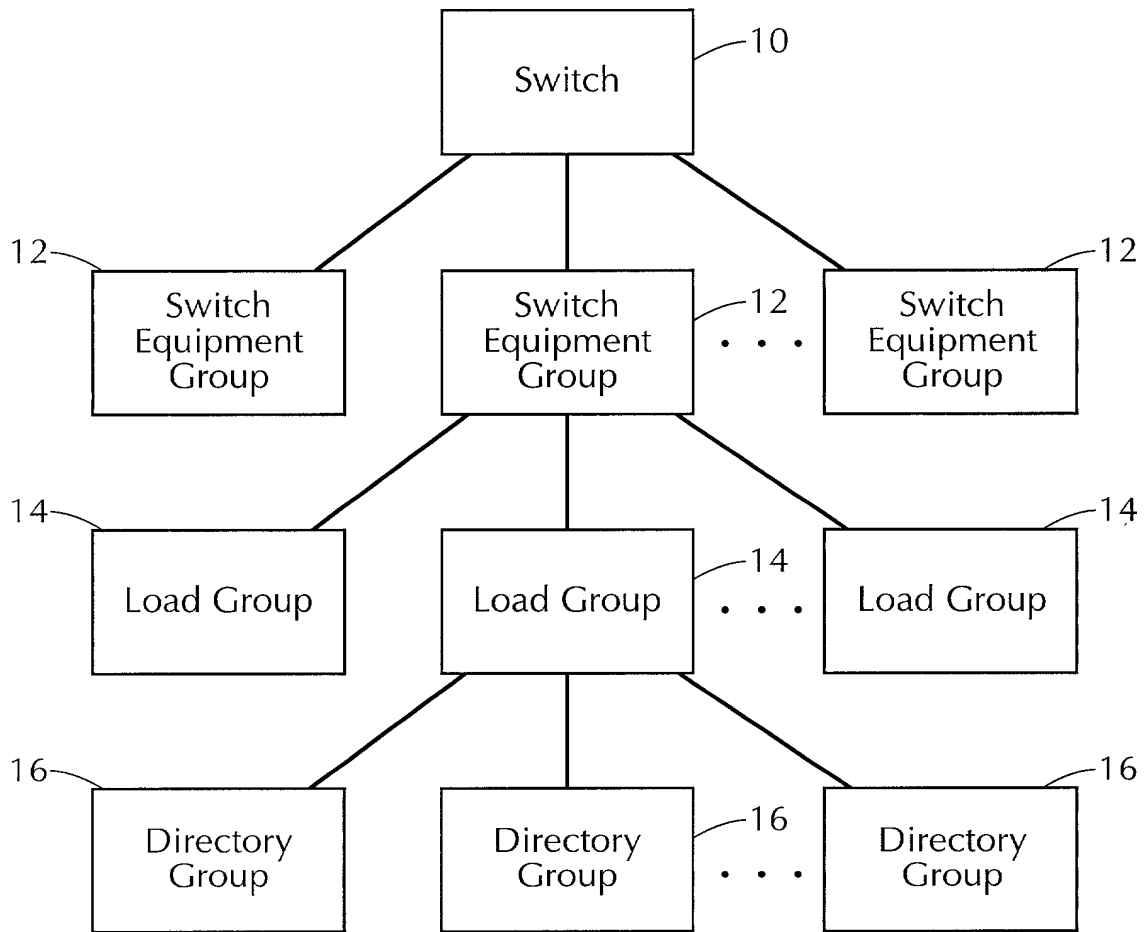 10
Switch
12
12
12
Switch
Equipment
Group
Switch
Equipment
Group
. . .
Switch
Equipment
Group
14
14
14
Load Group
Load Group
. . .
Load Group
16
16
16
Directory
Group
Directory
Group
. . .
Directory
Group